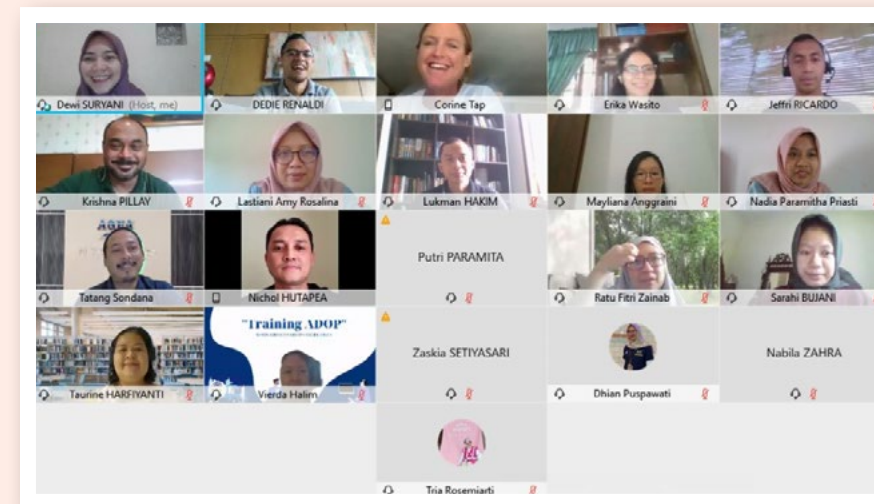 Dewi SURYANI (Host, me)
DEDIE RENALDI
Corine Tap
Erika Wasito
Jeffri RICARDO
Krishna PILLAY
Lastiani Amy Rosalina
Lukman HAKIM
Mayliana Anggraini
Nadia Paramitha Priasti
AQUA
Tatang Sondana
Nichol HUTAPEA
Putri PARAMITA
Ratu Fitri Zainab
Sarahi BUJANI
Taurine HARFIYANTI
"Training ADOP"
Vierda Halim
Zaskia SETIYASARI
Dhian Puspawati
Nabila ZAHRA
Tria Rosemiarti